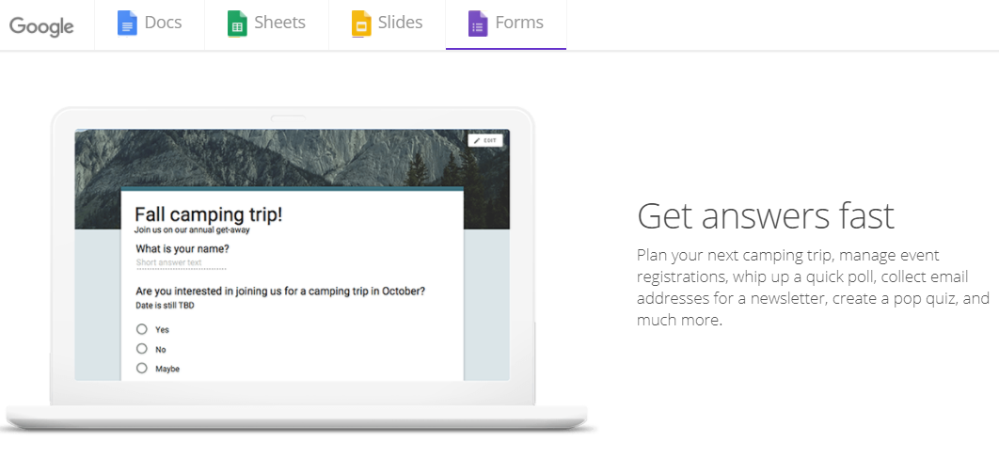 Google Docs Sheets Slides Forms
EDIT
Fall camping trip!
Join us on our annual get-away
What is your name?
Short answer text
Are you interested in joining us for a camping trip in October?
Date is still TBD
Yes
No
Maybe
Get answers fast
Plan your next camping trip, manage event
registrations, whip up a quick poll, collect email
addresses for a newsletter, create a pop quiz, and
much more.